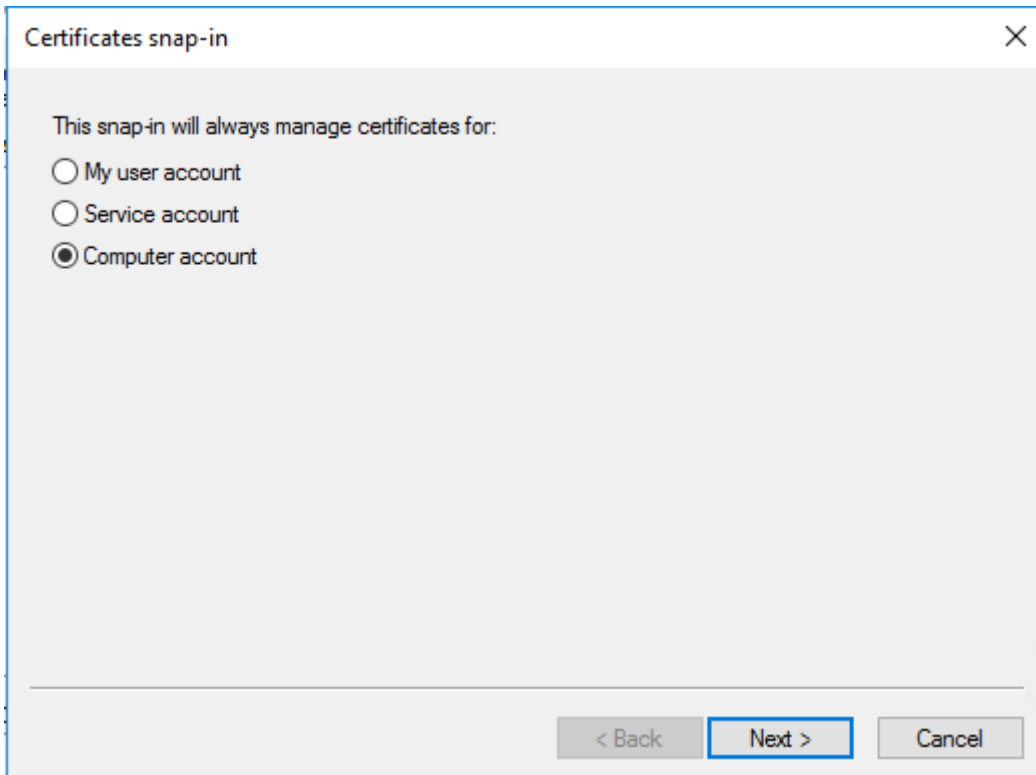 Certificates snap-in
This snap-in will always manage certificates for:
My user account
Service account
Computer account
< Back
Next >
Cancel